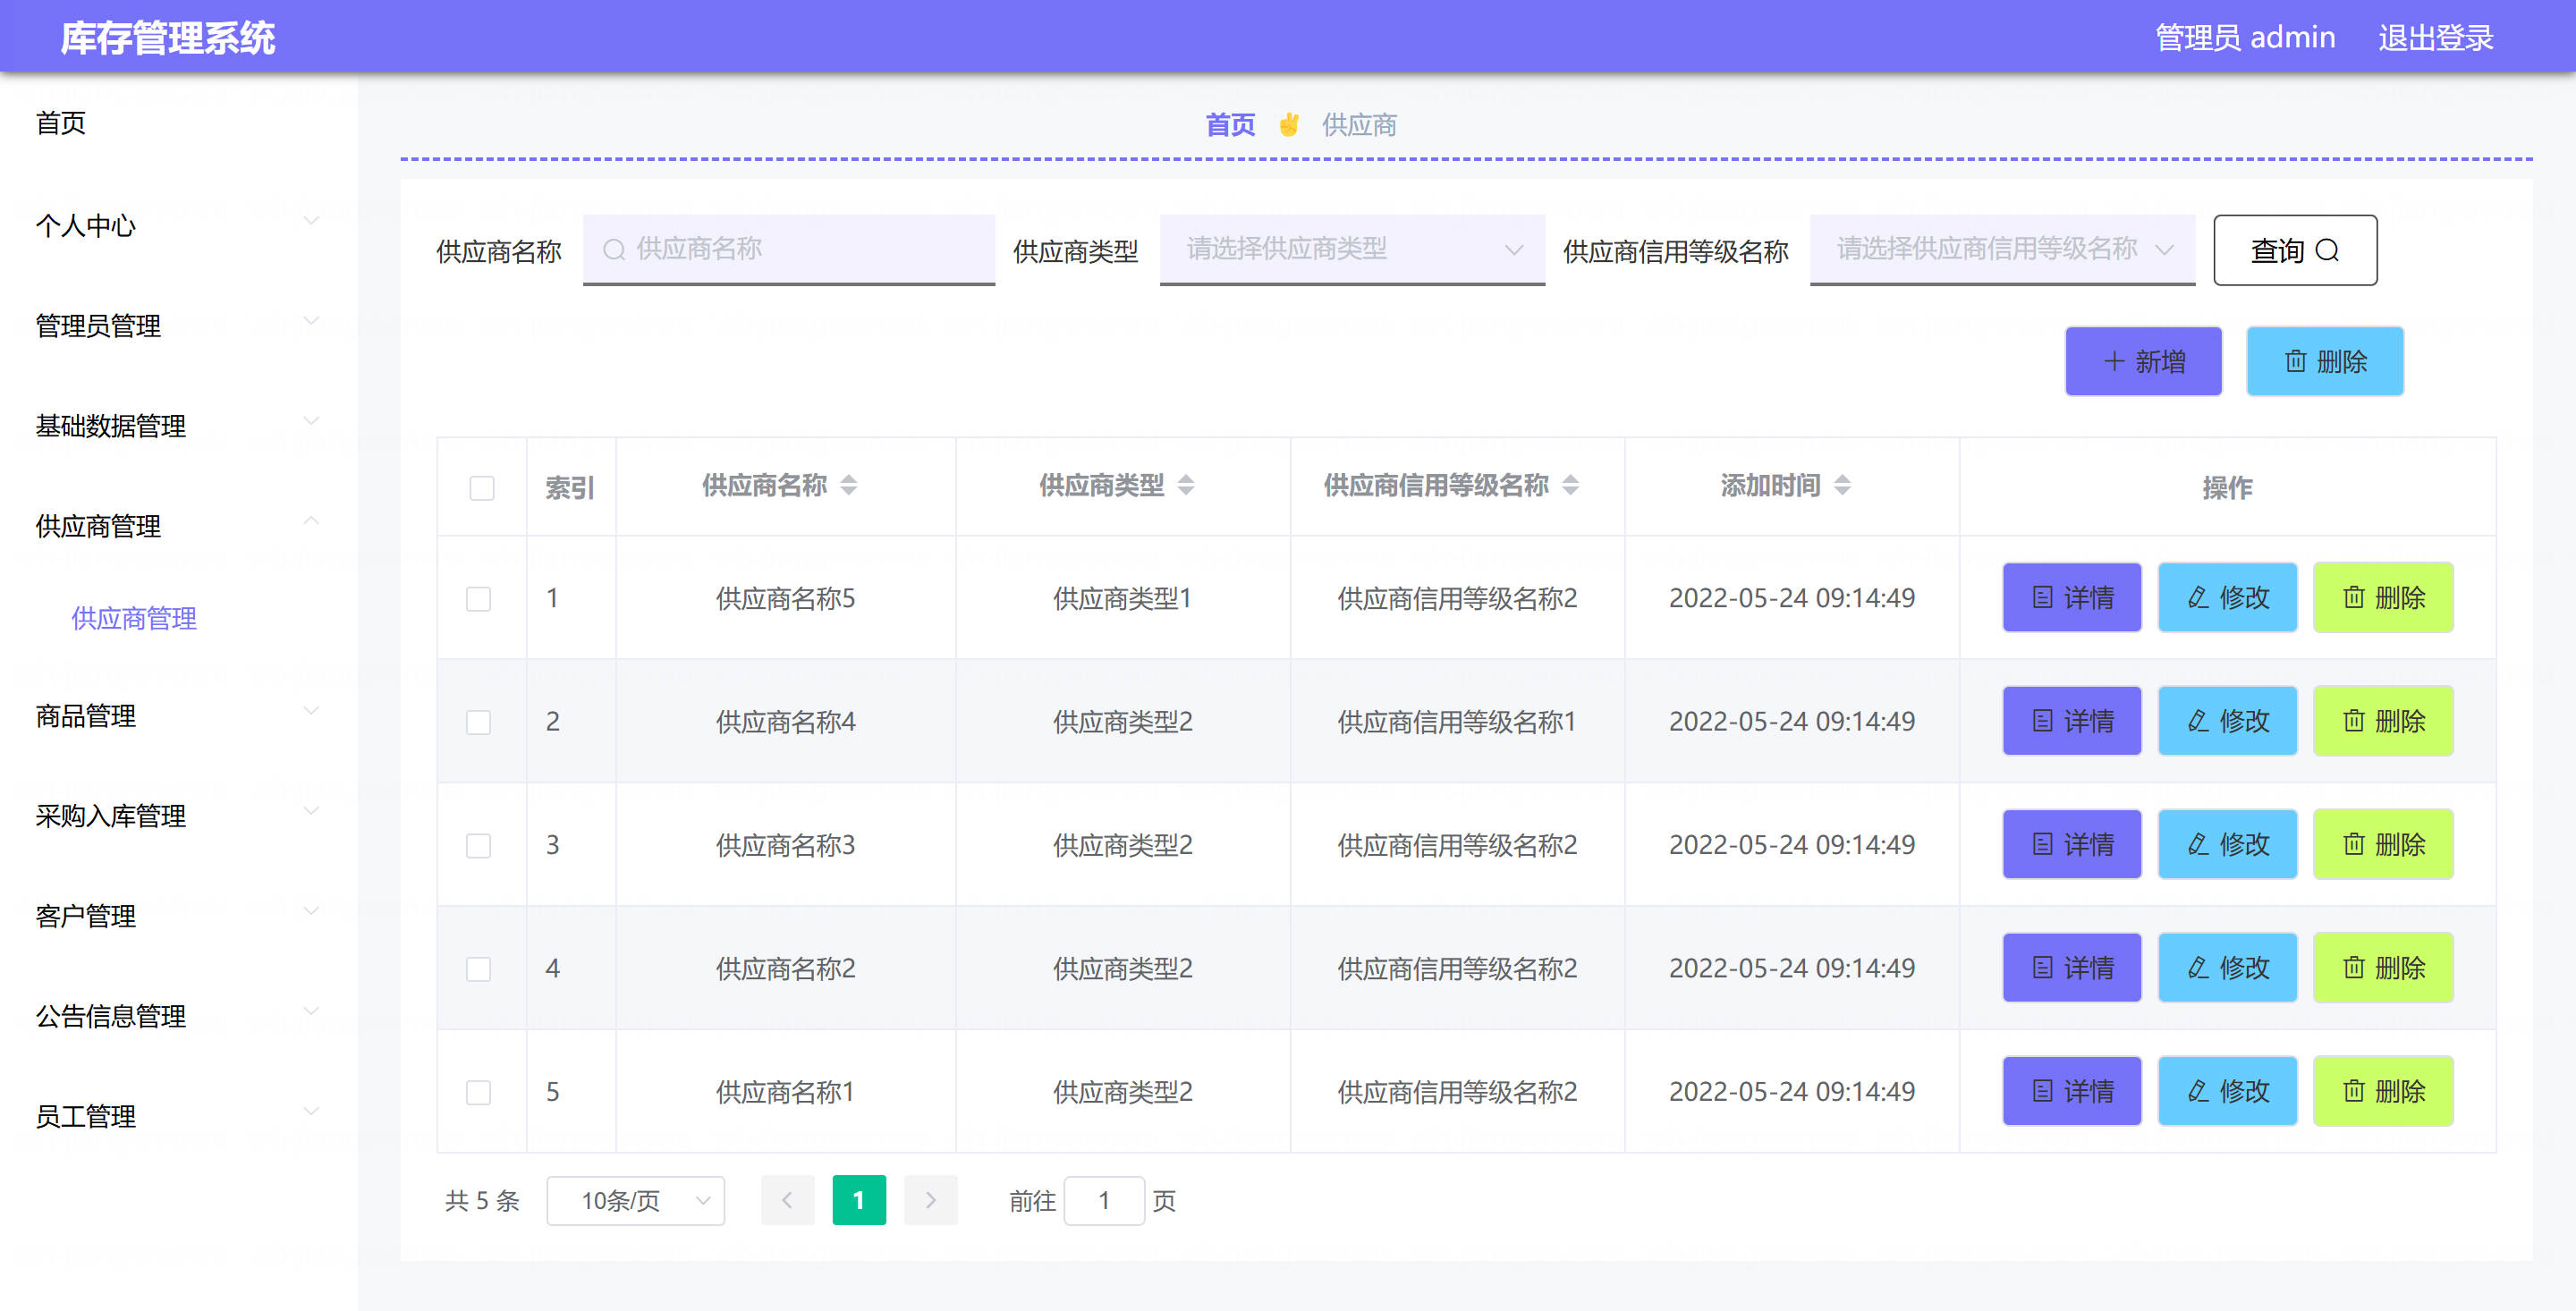 库存管理系统
管理员 admin 退出登录
首页
个人中心
管理员管理
基础数据管理
供应商管理
供应商管理
商品管理
采购入库管理
客户管理
公告信息管理
员工管理
首页 供应商
供应商名称 供应商名称 供应商类型 请选择供应商类型 供应商信用等级名称 请选择供应商信用等级名称 查询
新增 删除
索引 供应商名称 供应商类型 供应商信用等级名称 添加时间 操作
1 供应商名称5 供应商类型1 供应商信用等级名称2 2022-05-24 09:14:49 详情 修改 删除
2 供应商名称4 供应商类型2 供应商信用等级名称1 2022-05-24 09:14:49 详情 修改 删除
3 供应商名称3 供应商类型2 供应商信用等级名称2 2022-05-24 09:14:49 详情 修改 删除
4 供应商名称2 供应商类型2 供应商信用等级名称2 2022-05-24 09:14:49 详情 修改 删除
5 供应商名称1 供应商类型2 供应商信用等级名称2 2022-05-24 09:14:49 详情 修改 删除
共 5 条 10条/页 1 前往 1 页